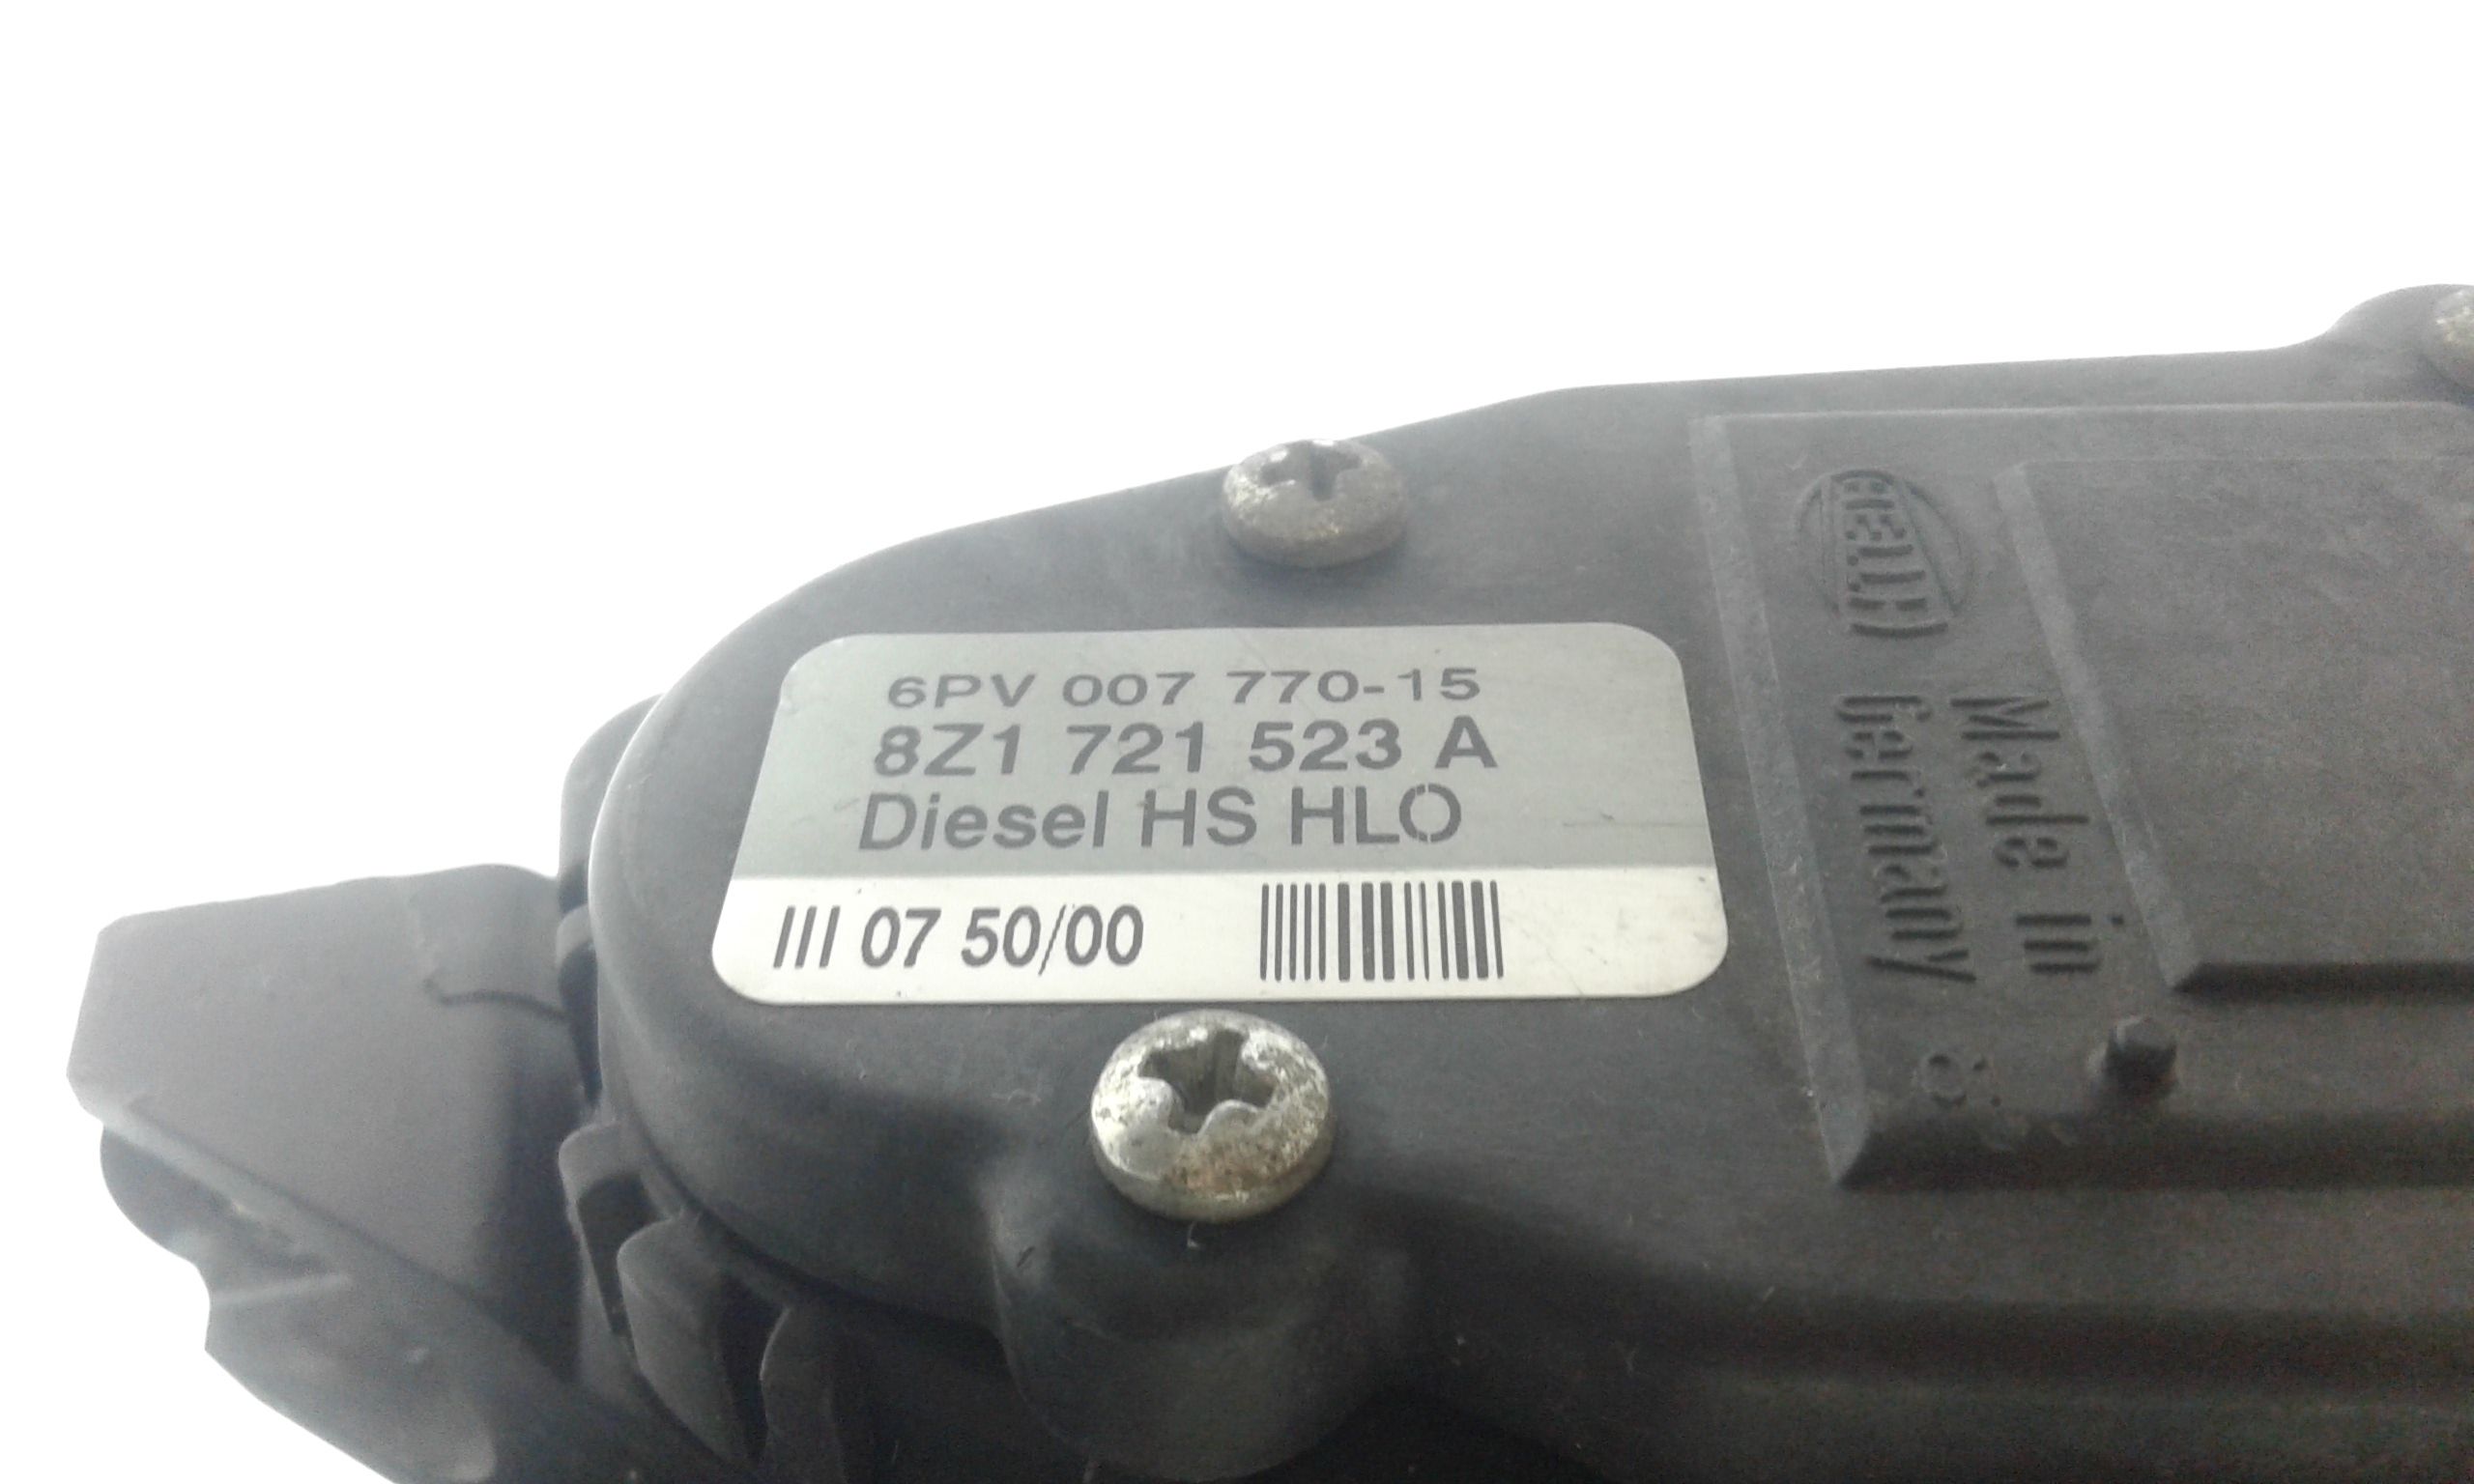 6PV 007 770-15
8Z1 721 523 A
Diesel HS HLO
III 07 50/00
HELLA
Made in
Germany